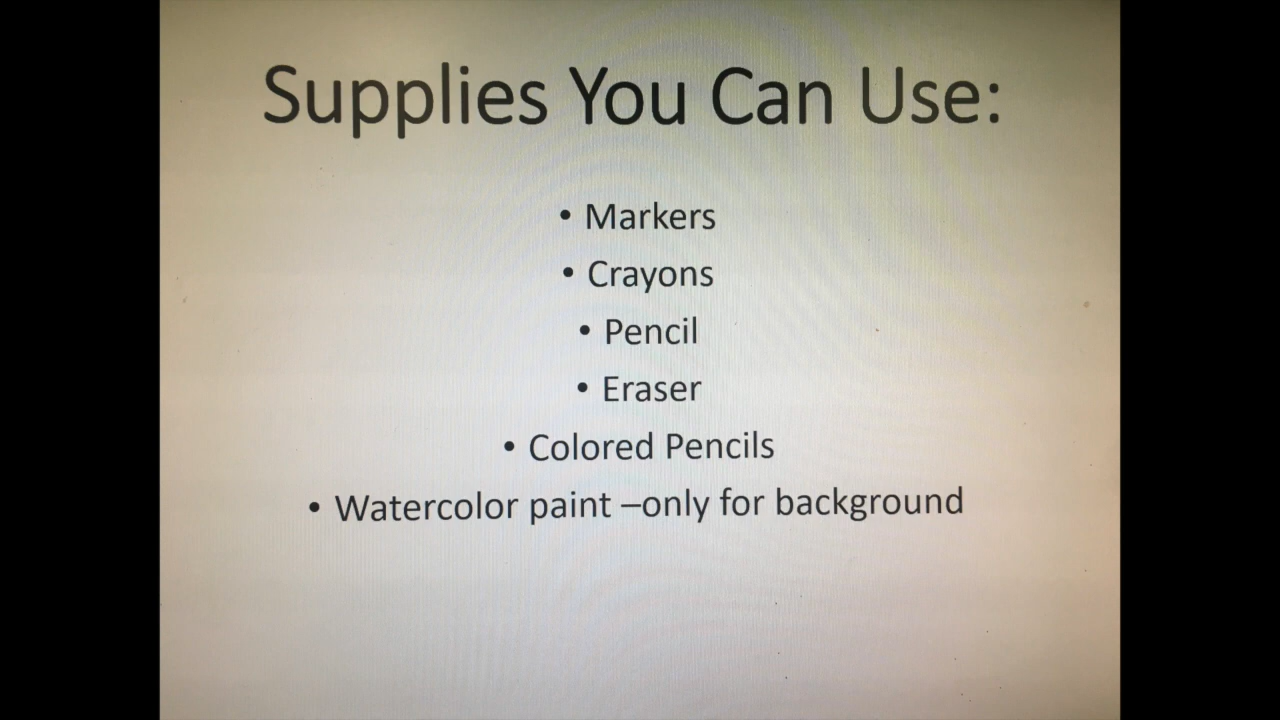 Supplies You Can Use:
• Markers
• Crayons
• Pencil
• Eraser
• Colored Pencils
• Watercolor paint –only for background